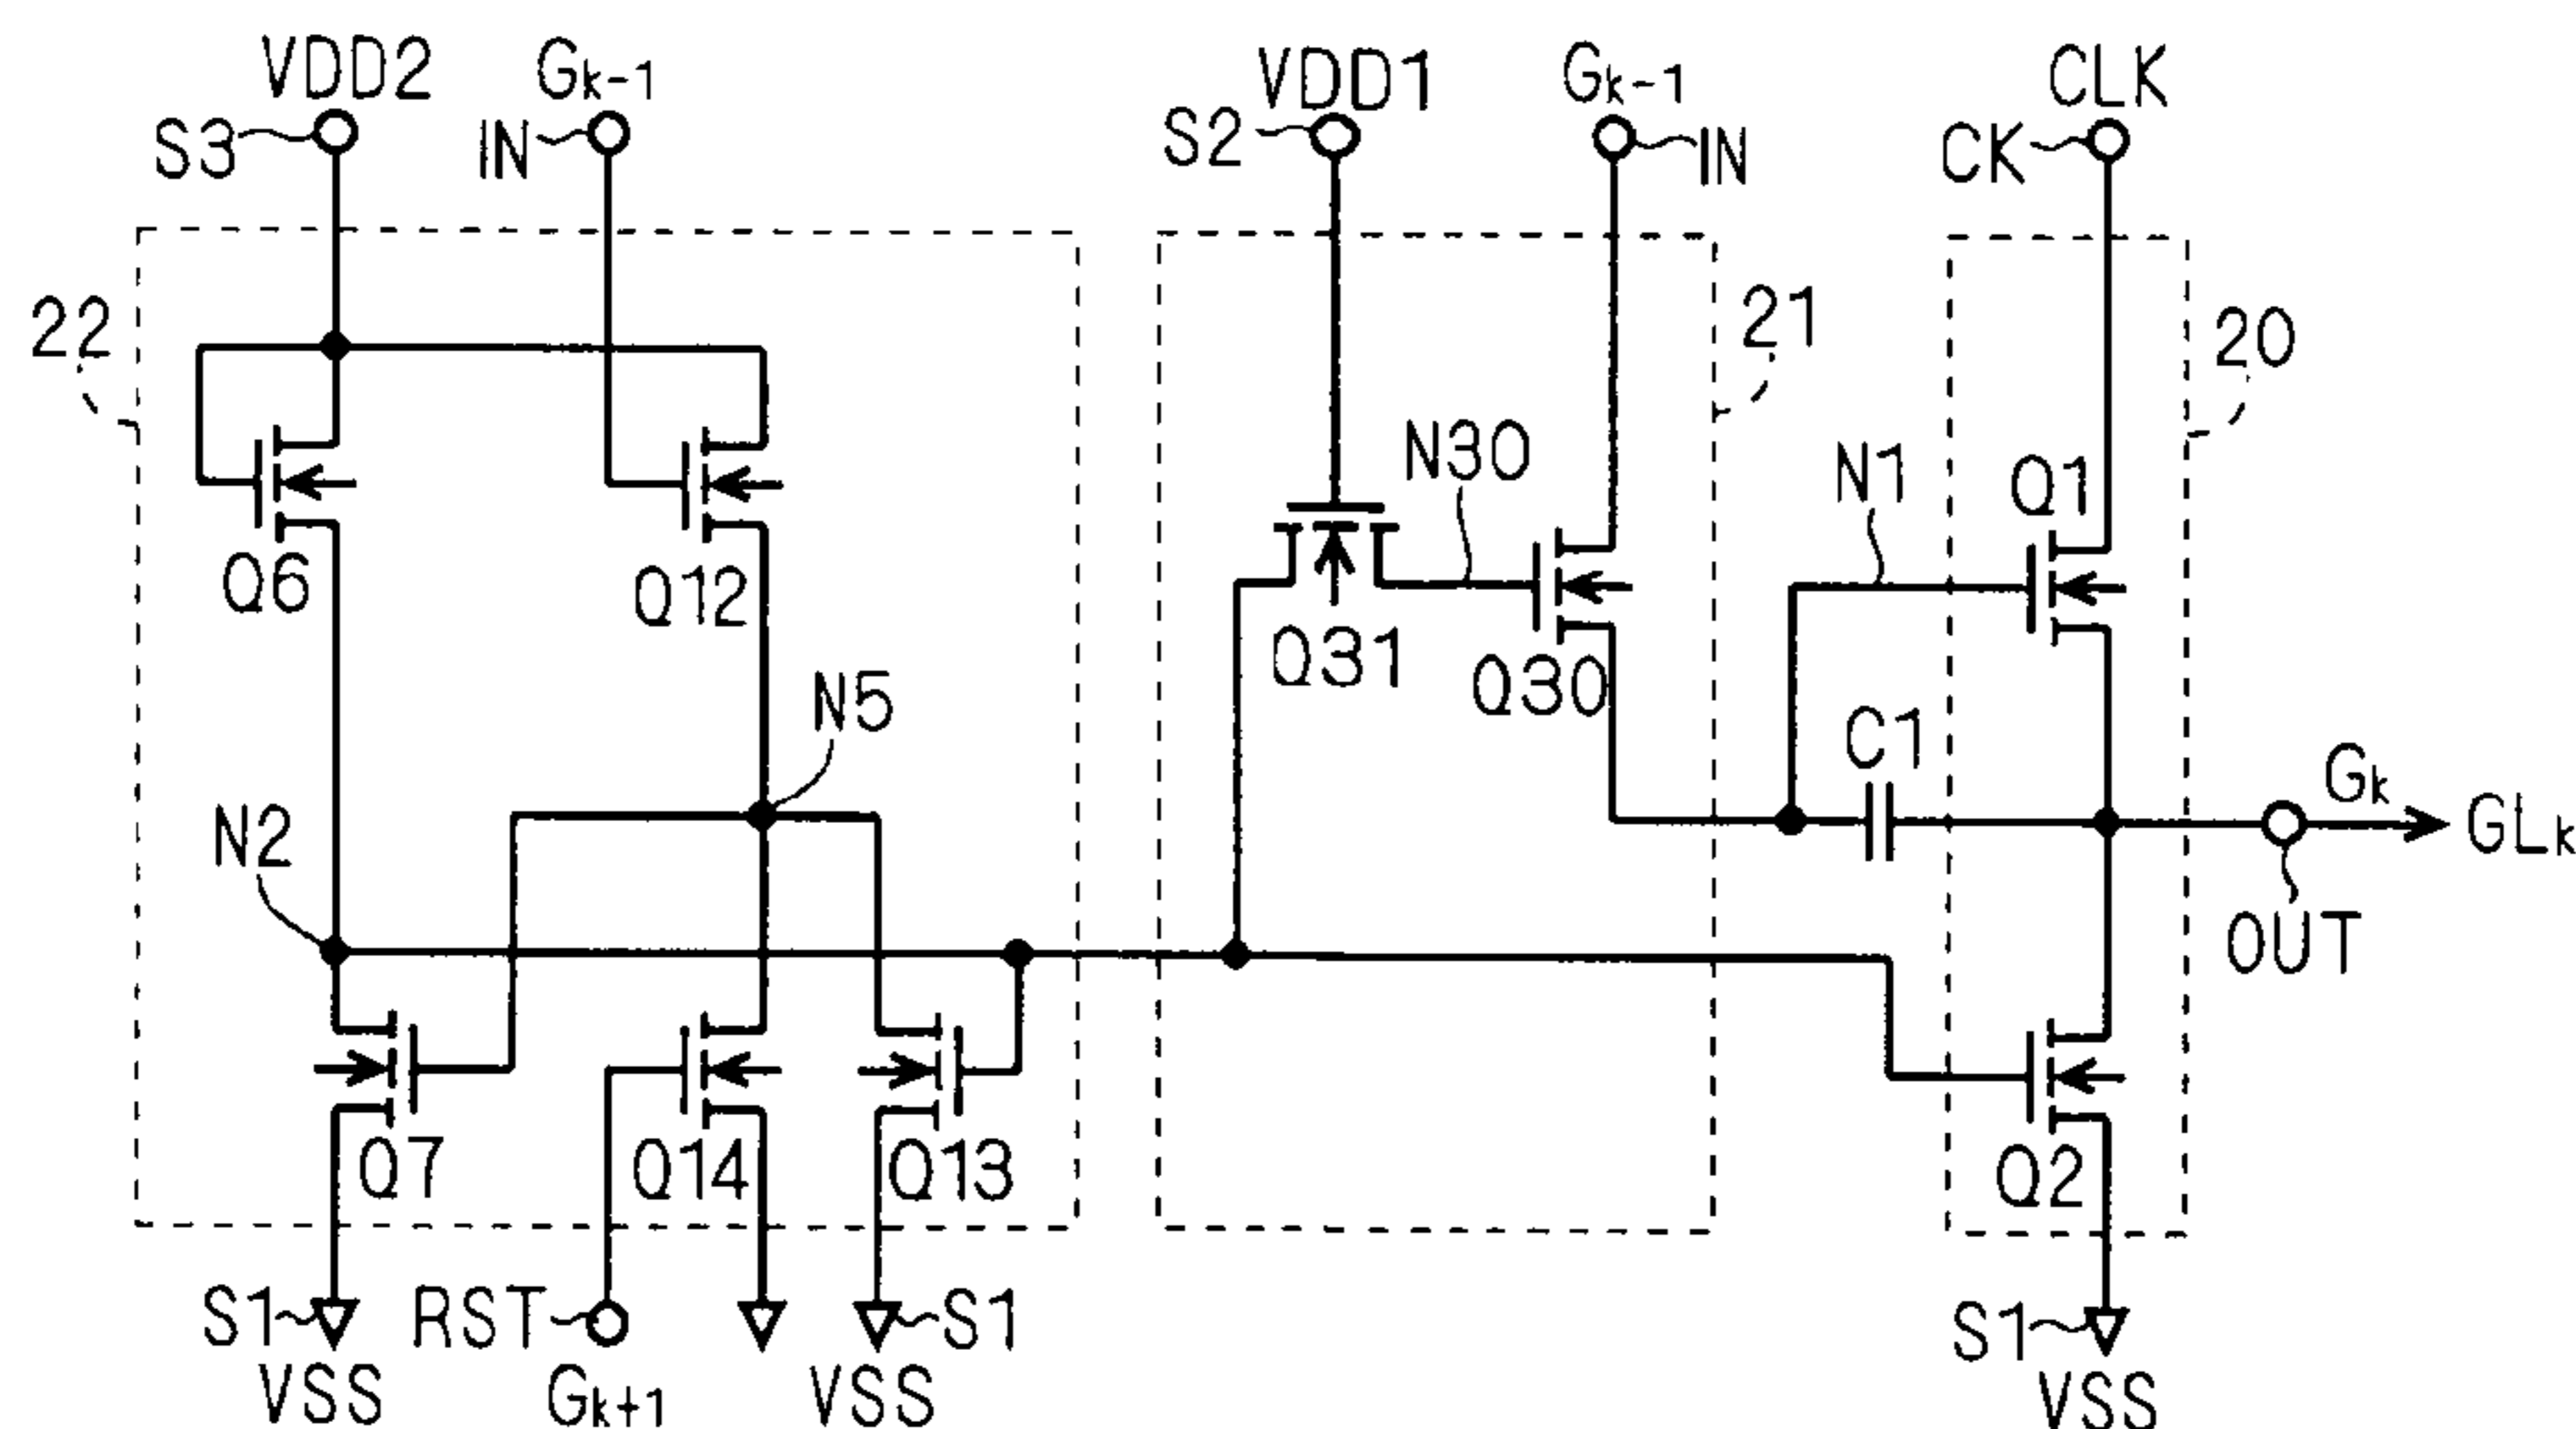 VDD2
Gk-1
VDD1
Gk-1
CLK
S3
IN
S2
IN
CK
22
21
20
N30
N1
Q1
Q6
Q12
Q31
Q30
N5
C1
Gk
GLk
N2
OUT
Q7
Q14
Q13
Q2
S1
RST
S1
S1
VSS
Gk+1
VSS
VSS